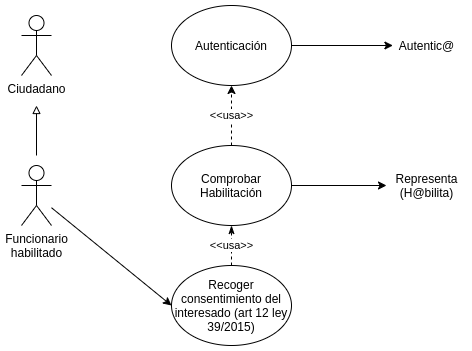 Autenticación
Autentic@
Ciudadano
<<usa>>
Comprobar
Habilitación
Representa
(H@bilita)
Funcionario
habilitado
<<usa>>
Recoger
consentimiento del
interesado (art 12 ley
39/2015)